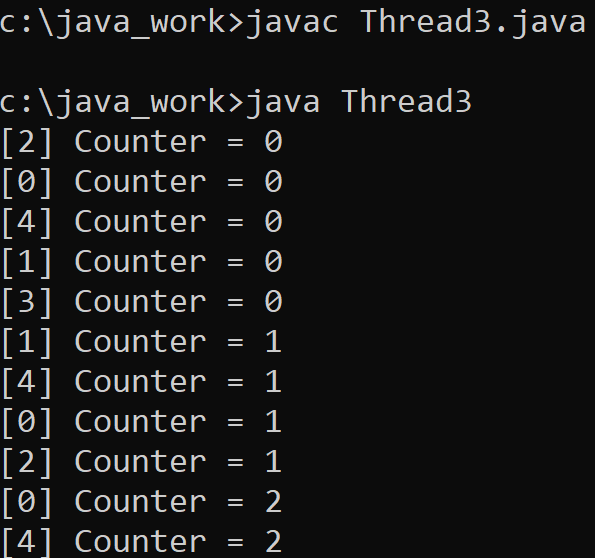 c:\java_work>javac Thread3.java
c:\java_work>java Thread3
[2] Counter = 0
[0] Counter = 0
[4] Counter = 0
[1] Counter = 0
[3] Counter = 0
[1] Counter = 1
[4] Counter = 1
[0] Counter = 1
[2] Counter = 1
[0] Counter = 2
[4] Counter = 2